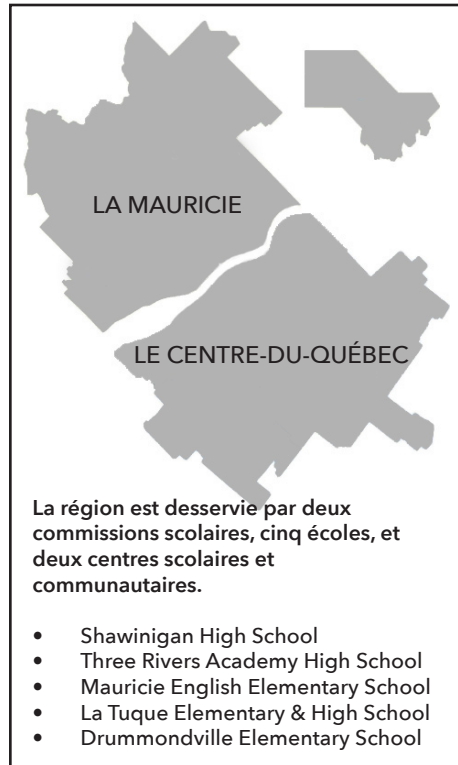 LA MAURICIE
LE CENTRE-DU-QUÉBEC
La région est desservie par deux
commissions scolaires, cinq écoles, et
deux centres scolaires et
communautaires.
• Shawinigan High School
• Three Rivers Academy High School
• Mauricie English Elementary School
• La Tuque Elementary & High School
• Drummondville Elementary School